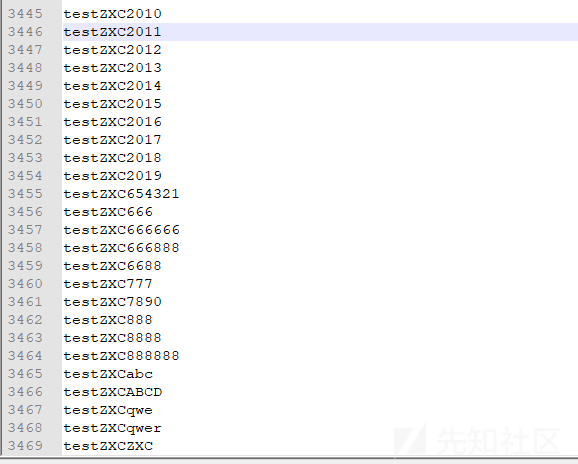 3445 testZXC2010
3446 testZXC2011
3447 testZXC2012
3448 testZXC2013
3449 testZXC2014
3450 testZXC2015
3451 testZXC2016
3452 testZXC2017
3453 testZXC2018
3454 testZXC2019
3455 testZXC654321
3456 testZXC666
3457 testZXC666666
3458 testZXC666888
3459 testZXC6688
3460 testZXC777
3461 testZXC7890
3462 testZXC888
3463 testZXC8888
3464 testZXC888888
3465 testZXCabc
3466 testZXCABCD
3467 testZXCqwe
3468 testZXCqwer
3469 testZXCZXC
先知社区